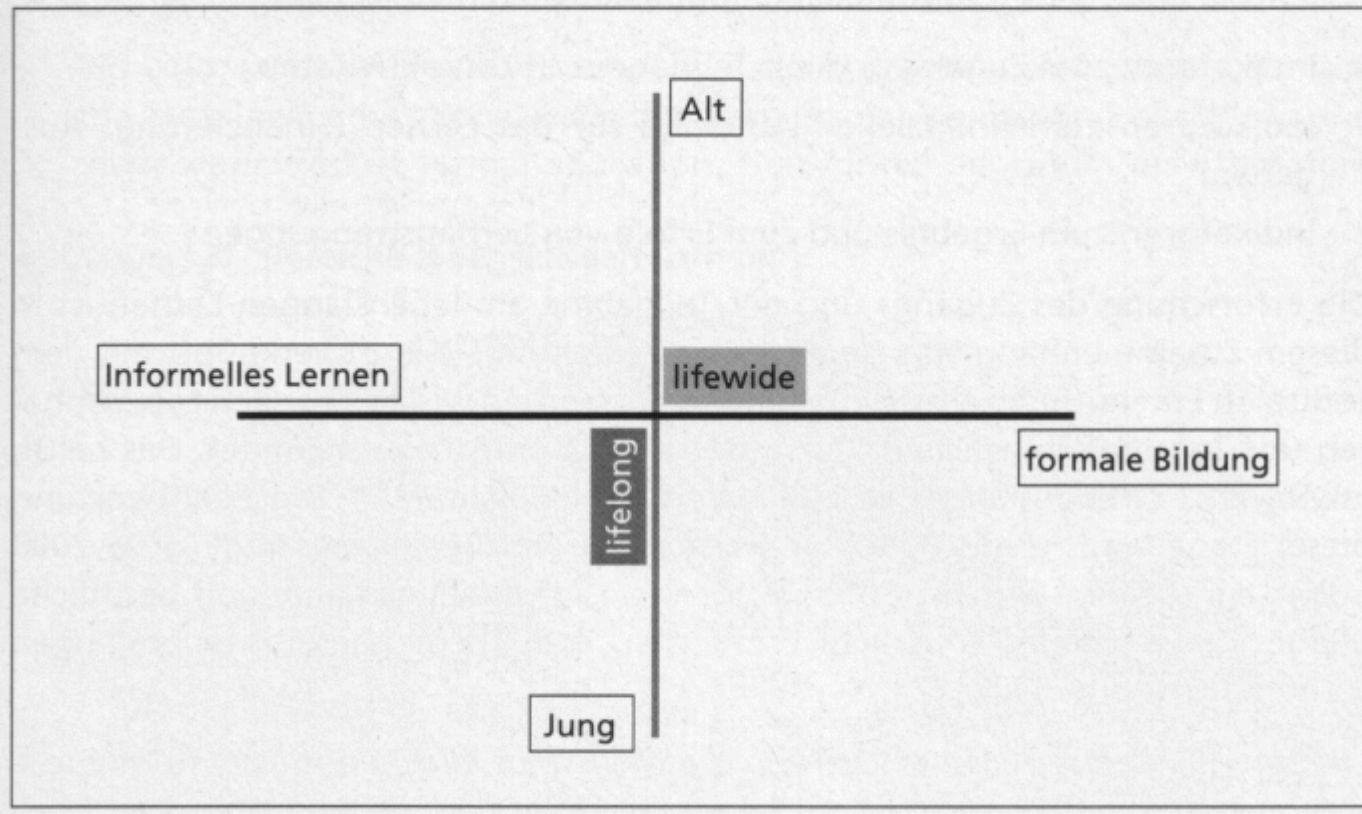 Alt
Informelles Lernen
lifewide
formale Bildung
lifelong
Jung